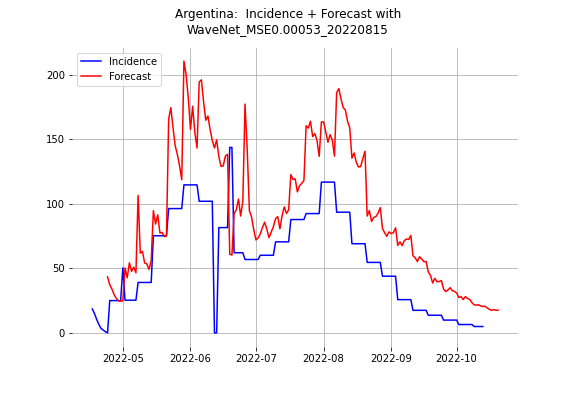 Argentina:  Incidence + Forecast with
WaveNet_MSE0.00053_20220815
Incidence
Forecast
200
150
100
50
0
2022-05 2022-06 2022-07 2022-08 2022-09 2022-10